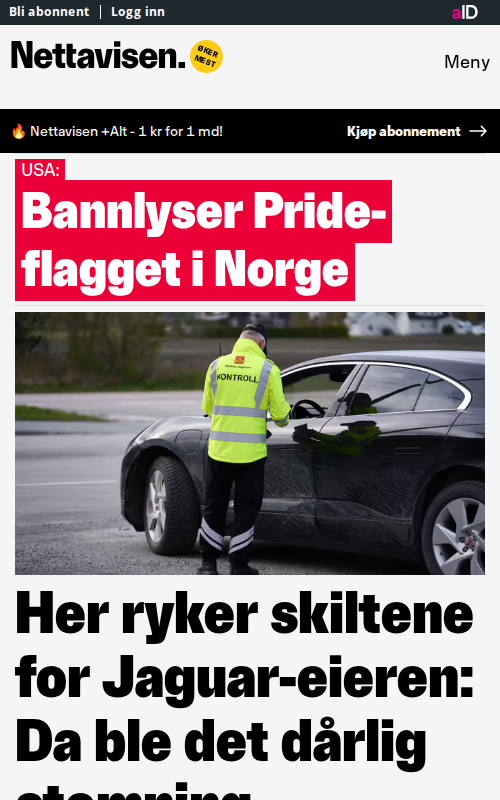 Bli abonnent
Logg inn
aID
Nettavisen.
ØKER
MEST
Meny
🔥 Nettavisen +Alt - 1 kr for 1 md!
Kjøp abonnement →
USA:
Bannlyser Pride-
flagget i Norge
KONTROLL
Her ryker skiltene
for Jaguar-eieren:
Da ble det dårlig
stemning